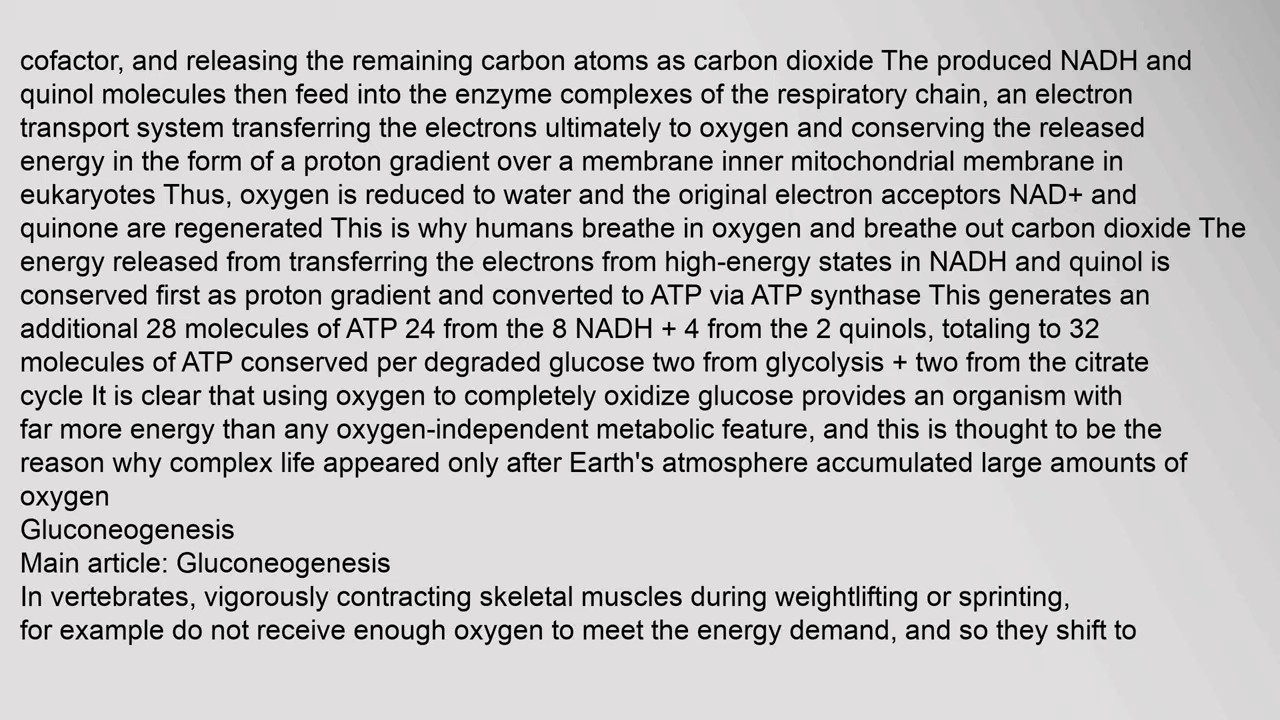 cofactor, and releasing the remaining carbon atoms as carbon dioxide The produced NADH and
quinol molecules then feed into the enzyme complexes of the respiratory chain, an electron
transport system transferring the electrons ultimately to oxygen and conserving the released
energy in the form of a proton gradient over a membrane inner mitochondrial membrane in
eukaryotes Thus, oxygen is reduced to water and the original electron acceptors NAD+ and
quinone are regenerated This is why humans breathe in oxygen and breathe out carbon dioxide The
energy released from transferring the electrons from high-energy states in NADH and quinol is
conserved first as proton gradient and converted to ATP via ATP synthase This generates an
additional 28 molecules of ATP 24 from the 8 NADH + 4 from the 2 quinols, totaling to 32
molecules of ATP conserved per degraded glucose two from glycolysis + two from the citrate
cycle It is clear that using oxygen to completely oxidize glucose provides an organism with
far more energy than any oxygen-independent metabolic feature, and this is thought to be the
reason why complex life appeared only after Earth's atmosphere accumulated large amounts of
oxygen
Gluconeogenesis
Main article: Gluconeogenesis
In vertebrates, vigorously contracting skeletal muscles during weightlifting or sprinting,
for example do not receive enough oxygen to meet the energy demand, and so they shift to